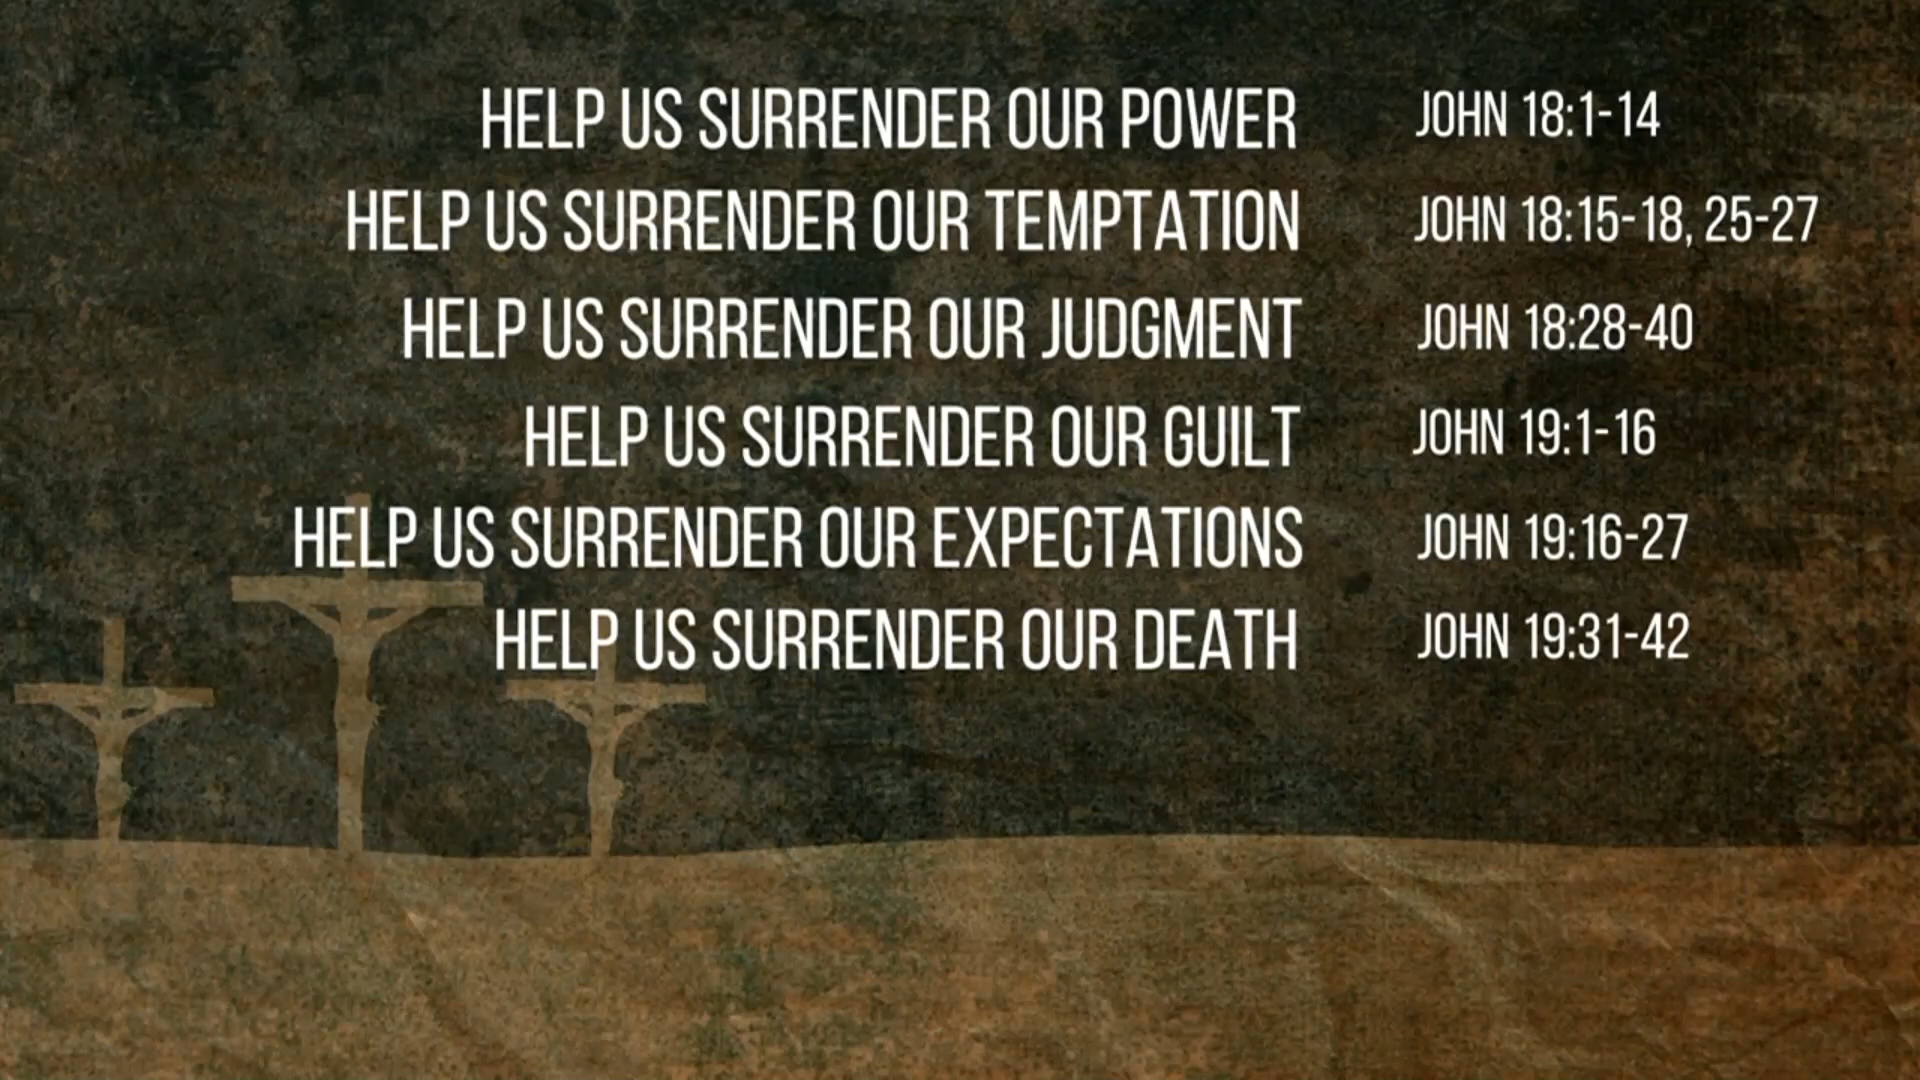 HELP US SURRENDER OUR POWER JOHN 18:1-14
HELP US SURRENDER OUR TEMPTATION JOHN 18:15-18, 25-27
HELP US SURRENDER OUR JUDGMENT JOHN 18:28-40
HELP US SURRENDER OUR GUILT JOHN 19:1-16
HELP US SURRENDER OUR EXPECTATIONS JOHN 19:16-27
HELP US SURRENDER OUR DEATH JOHN 19:31-42